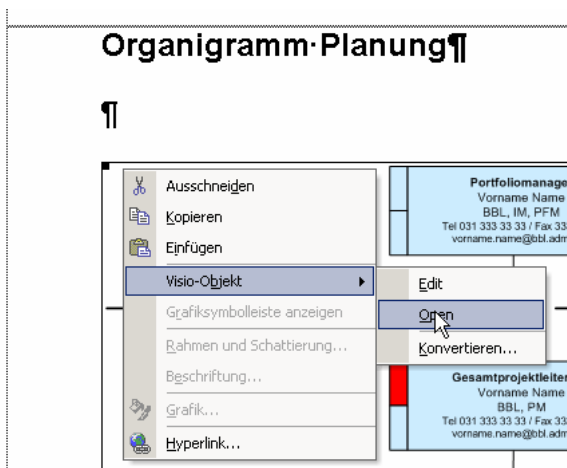 Organigramm·Planung¶
¶
Ausschneiden
Kopieren
Einfügen
Visio-Objekt
Grafiksymbolleiste anzeigen
Rahmen und Schattierung...
Beschriftung...
Grafik...
Hyperlink...
Edit
Open
Konvertieren...
Portfoliomanage
Vorname Name
BBL, IM, PFM
Tel 031 333 33 33 / Fax 33
vorname.name@bbl.adm
Gesamtprojektleiter
Vorname Name
BBL, PM
Tel 031 333 33 33 / Fax 33
vorname.name@bbl.adm